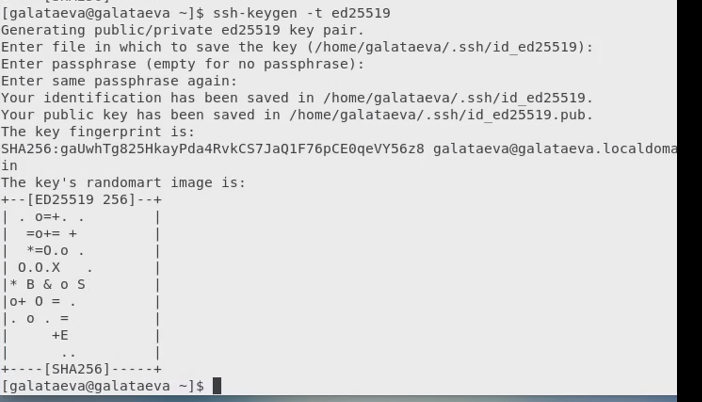 [galataeva@galataeva ~]$ ssh-keygen -t ed25519
Generating public/private ed25519 key pair.
Enter file in which to save the key (/home/galataeva/.ssh/id_ed25519):
Enter passphrase (empty for no passphrase):
Enter same passphrase again:
Your identification has been saved in /home/galataeva/.ssh/id_ed25519.
Your public key has been saved in /home/galataeva/.ssh/id_ed25519.pub.
The key fingerprint is:
SHA256:gaUwhTg825HkayPda4RvkCS7JaQ1F76pCE0qeVY56z8 galataeva@galataeva.localdoma
in
The key's randomart image is:
+--[ED25519 256]--+
| . o=+. .        |
|  =o+= +         |
|  *=O.o .        |
| O.O.X   .       |
|* B & o S        |
|o+ O = .         |
|. o . =          |
|     +E          |
|      ..         |
+----[SHA256]-----+
[galataeva@galataeva ~]$